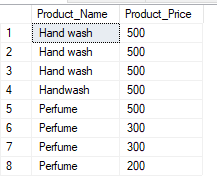 Product_Name Product_Price
1 Hand wash 500
2 Hand wash 500
3 Hand wash 500
4 Handwash 500
5 Perfume 500
6 Perfume 300
7 Perfume 300
8 Perfume 200